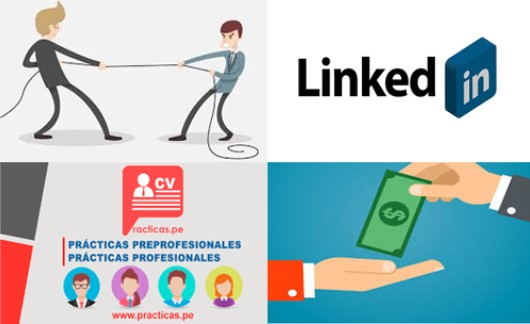 Linked in
CV
racticas.pe
PRÁCTICAS PREPROFESIONALES
PRÁCTICAS PROFESIONALES
www.practicas.pe
$